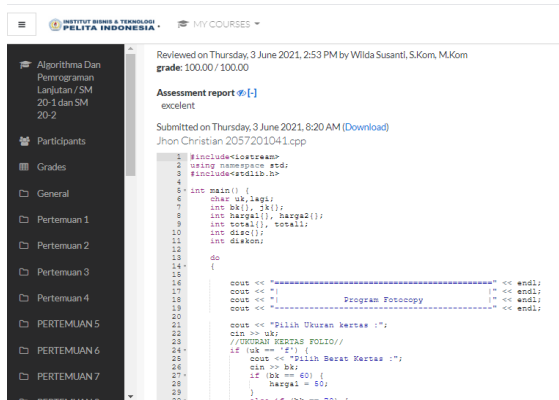 INSTITUT BISNIS & TEKNOLOGI
PELITA INDONESIA
MY COURSES
Algorithma Dan
Pemrograman
Lanjutan / SM
20-1 dan SM
20-2
Participants
Grades
General
Pertemuan 1
Pertemuan 2
Pertemuan 3
Pertemuan 4
PERTEMUAN 5
PERTEMUAN 6
PERTEMUAN 7
Reviewed on Thursday, 3 June 2021, 2:53 PM by Wilda Susanti, S.Kom, M.Kom
grade: 100.00 / 100.00
Assessment report [-]
excelent
Submitted on Thursday, 3 June 2021, 8:20 AM (Download)
Jhon Christian 2057201041.cpp
1 #include<iostream>
2 using namespace std;
3 #include<stdlib.h>
4
5 int main() {
6 char uk,lagi;
7 int bk{}, jk{};
8 int harga1{}, harga2{};
9 int total{}, total1;
10 int disc{};
11 int diskon;
12
13 do
14 {
15
16 cout << "=============================================" << endl;
17 cout << "| |" << endl;
18 cout << "| Program Fotocopy |" << endl;
19 cout << "---------------------------------------------" << endl;
20
21 cout << "Pilih Ukuran kertas :";
22 cin >> uk;
23 //UKURAN KERTAS FOLIO//
24 if (uk == 'f') {
25 cout << "Pilih Berat Kertas :";
26 cin >> bk;
27 if (bk == 60) {
28 harga1 = 50;
29 }